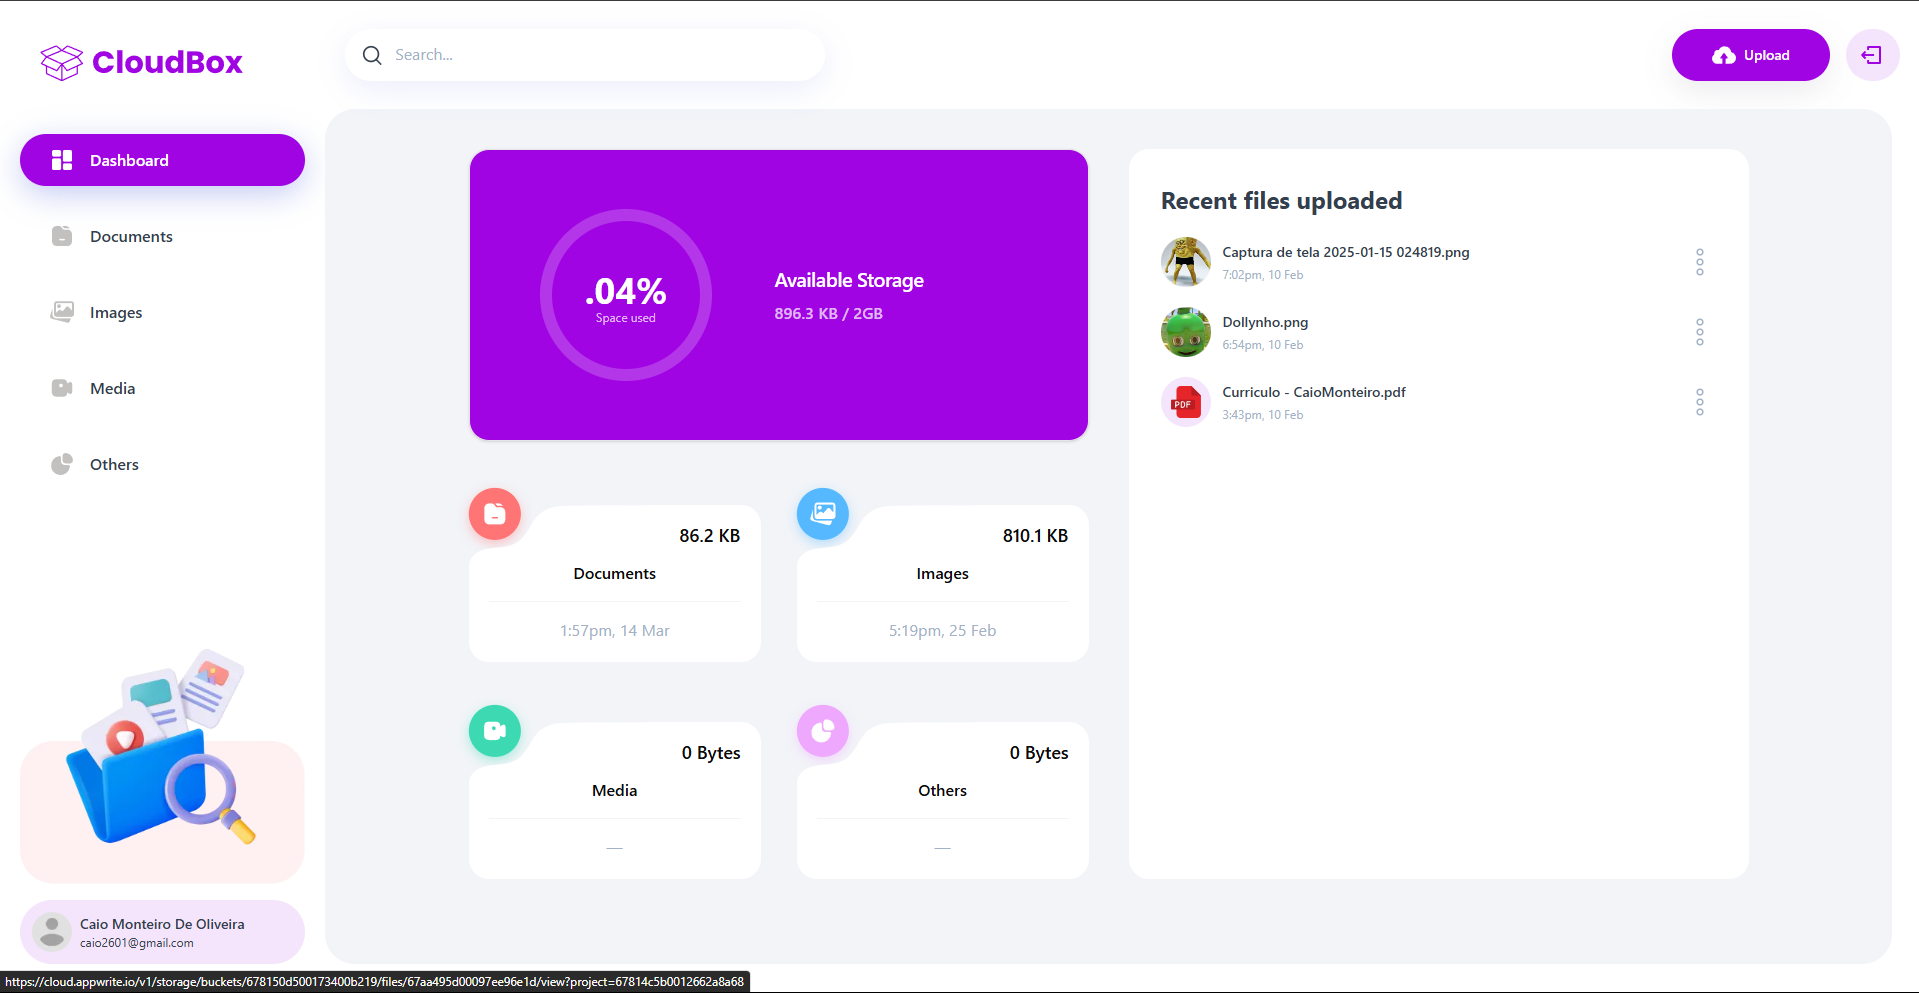 CloudBox
Search...
Upload
Dashboard
Documents
Images
Media
Others
.04%
Space used
Available Storage
896.3 KB / 2GB
Recent files uploaded
Captura de tela 2025-01-15 024819.png
7:02pm, 10 Feb
Dollynho.png
6:54pm, 10 Feb
PDF
Curriculo - CaioMonteiro.pdf
3:43pm, 10 Feb
86.2 KB
Documents
1:57pm, 14 Mar
810.1 KB
Images
5:19pm, 25 Feb
0 Bytes
Media
—
0 Bytes
Others
—
Caio Monteiro De Oliveira
caio2601@gmail.com
https://cloud.appwrite.io/v1/storage/buckets/678150d500173400b219/files/67aa495d00097ee96e1d/view?project=67814c5b0012662a8a68